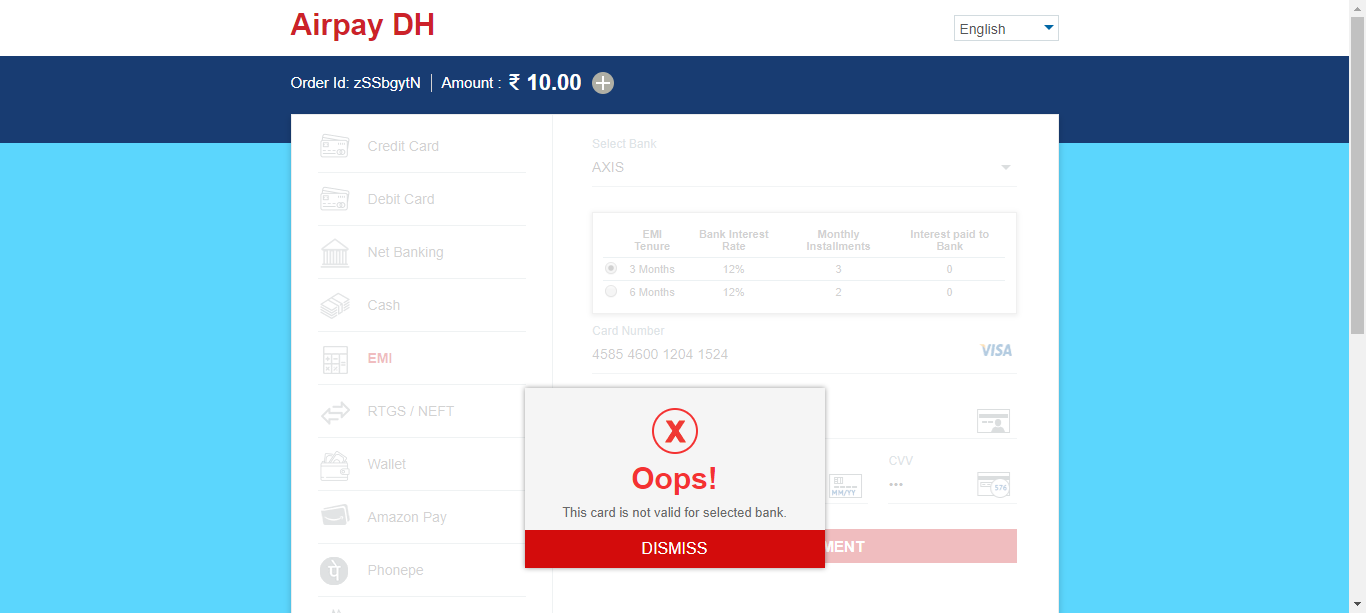 Airpay DH
English
Order Id: zSSbgytN | Amount : ₹ 10.00
Credit Card
Debit Card
Net Banking
Cash
EMI
RTGS / NEFT
Wallet
Amazon Pay
Phonepe
Select Bank
AXIS
EMI Tenure Bank Interest Rate Monthly Installments Interest paid to Bank
3 Months 12% 3 0
6 Months 12% 2 0
Card Number
4585 4600 1204 1524 VISA
MM/YY
CVV
••• 576
MENT
X
Oops!
This card is not valid for selected bank.
DISMISS